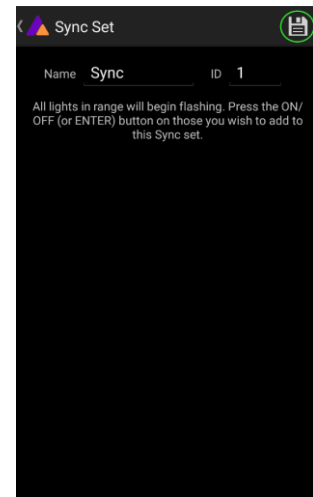 Sync Set
Name Sync ID 1
All lights in range will begin flashing. Press the ON/
OFF (or ENTER) button on those you wish to add to
this Sync set.